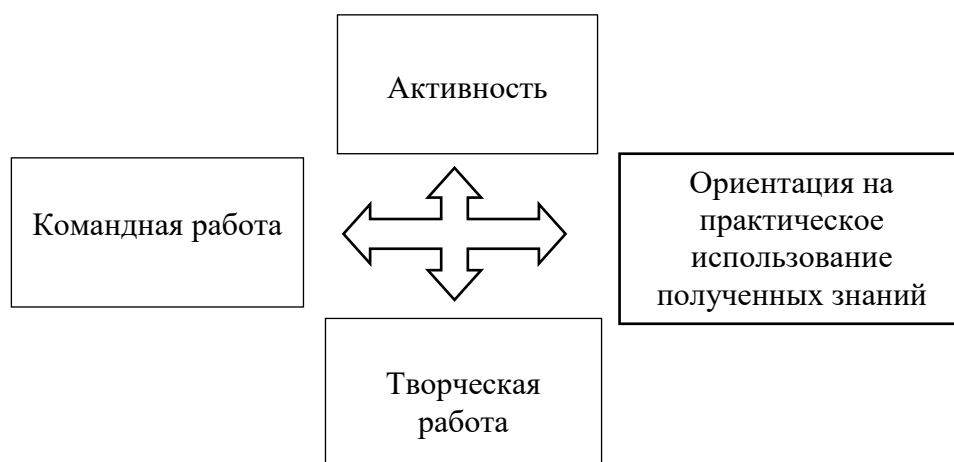 Активность
Командная работа
Ориентация на
практическое
использование
полученных знаний
Творческая
работа